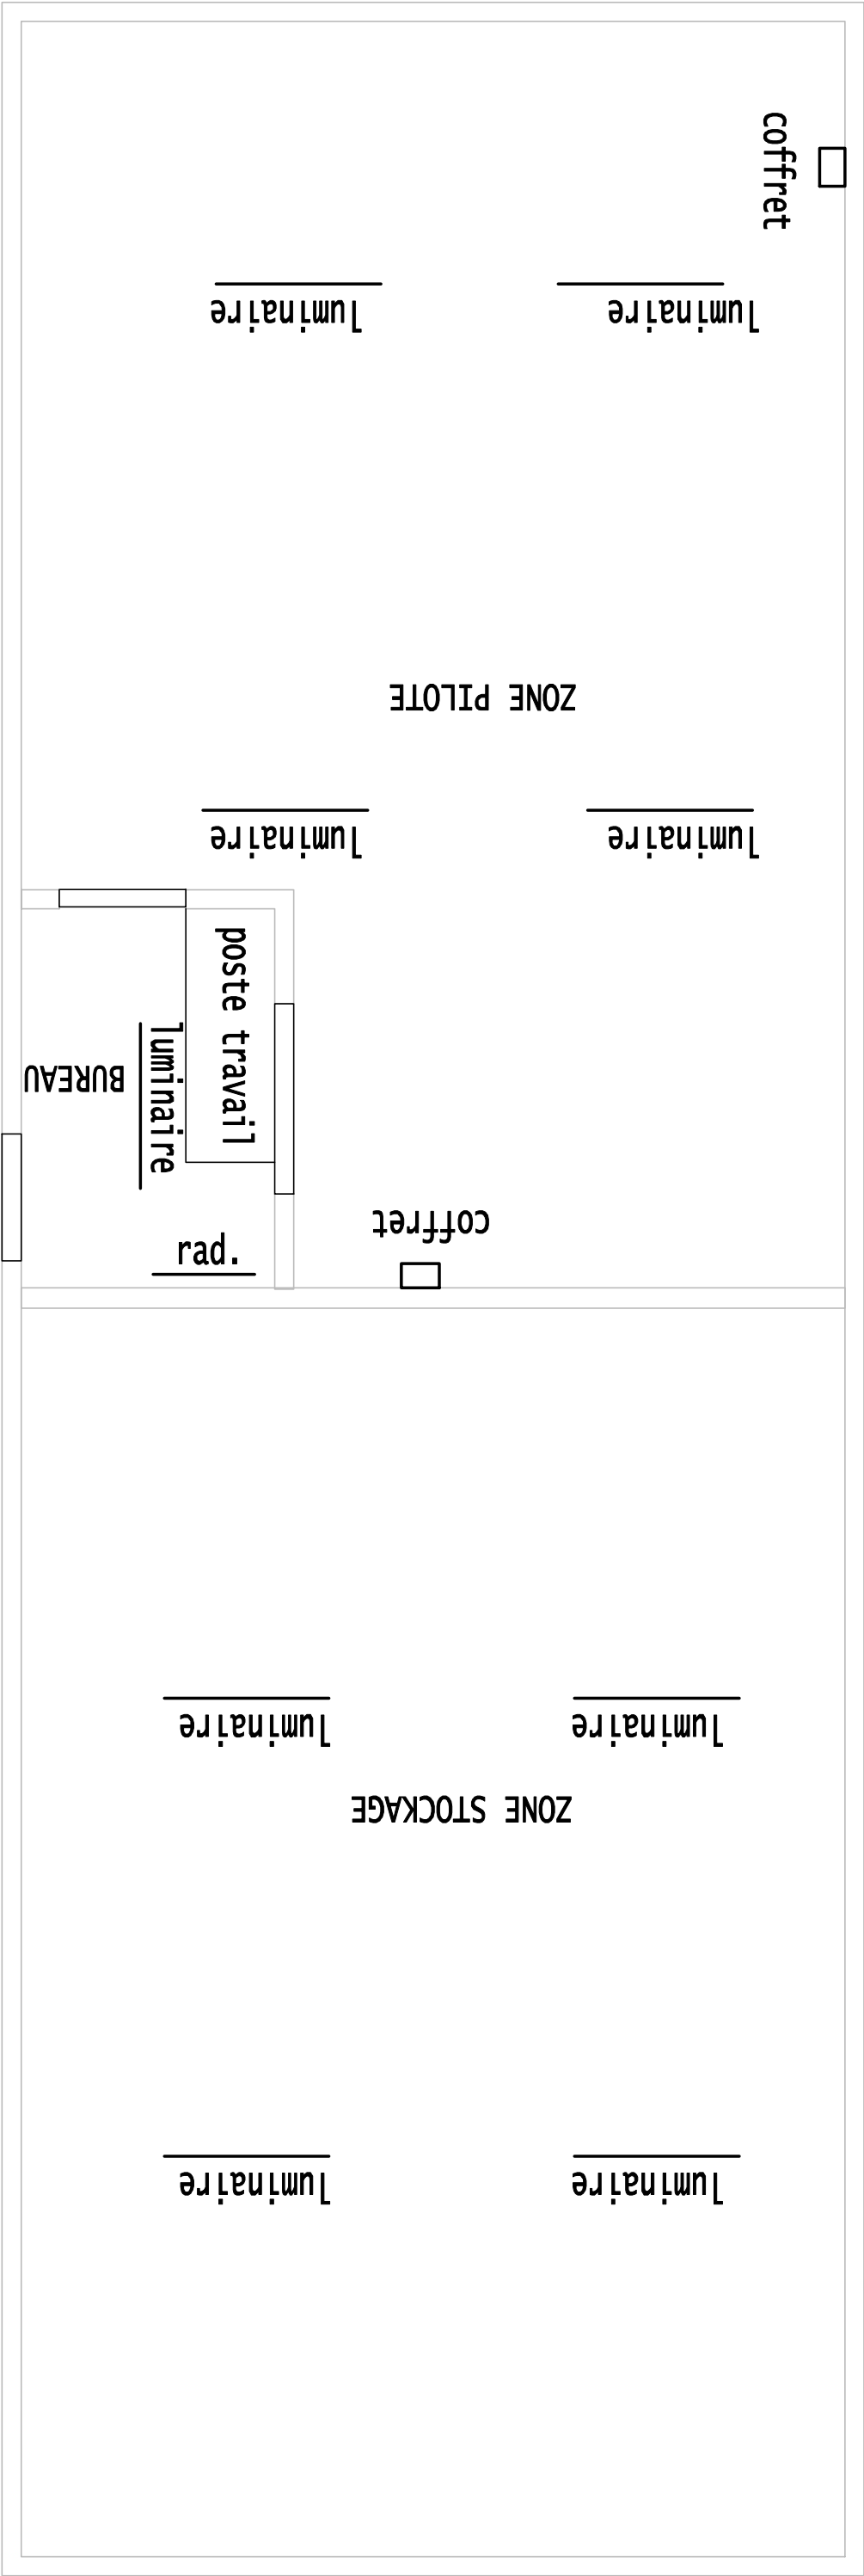 coffret
luminaire
luminaire
ZONE PILOTE
luminaire
luminaire
poste travail
luminaire
BUREAU
coffret
rad.
luminaire
luminaire
ZONE STOCKAGE
luminaire
luminaire